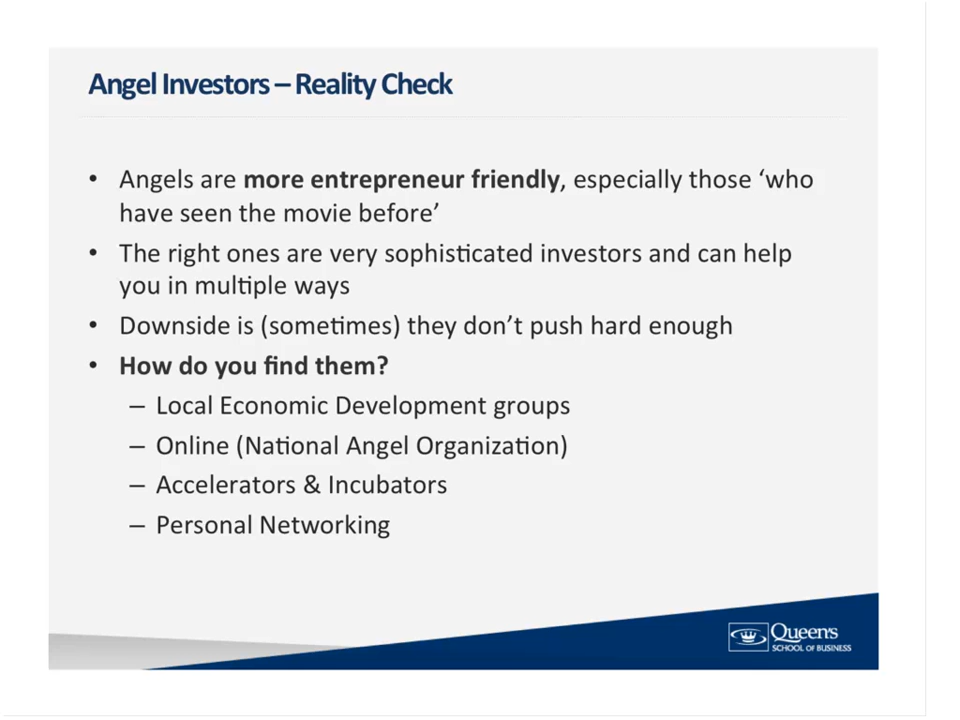 Angel Investors – Reality Check
• Angels are more entrepreneur friendly, especially those ‘who
have seen the movie before’
• The right ones are very sophisticated investors and can help
you in multiple ways
• Downside is (sometimes) they don’t push hard enough
• How do you find them?
– Local Economic Development groups
– Online (National Angel Organization)
– Accelerators & Incubators
– Personal Networking
Queen's
SCHOOL OF BUSINESS